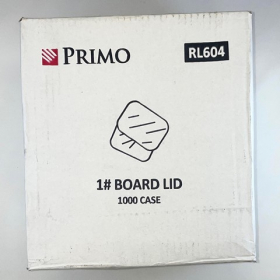 PRIMO
RL604
1# BOARD LID
1000 CASE